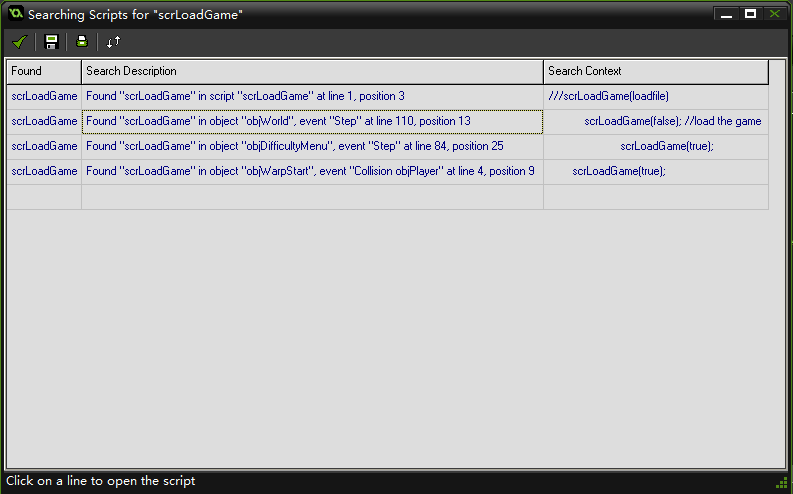 Searching Scripts for "scrLoadGame"
Found Search Description Search Context
scrLoadGame Found "scrLoadGame" in script "scrLoadGame" at line 1, position 3 ///scrLoadGame(loadfile)
scrLoadGame Found "scrLoadGame" in object "objWorld", event "Step" at line 110, position 13 scrLoadGame(false); //load the game
scrLoadGame Found "scrLoadGame" in object "objDifficultyMenu", event "Step" at line 84, position 25 scrLoadGame(true);
scrLoadGame Found "scrLoadGame" in object "objWarpStart", event "Collision objPlayer" at line 4, position 9 scrLoadGame(true);
Click on a line to open the script